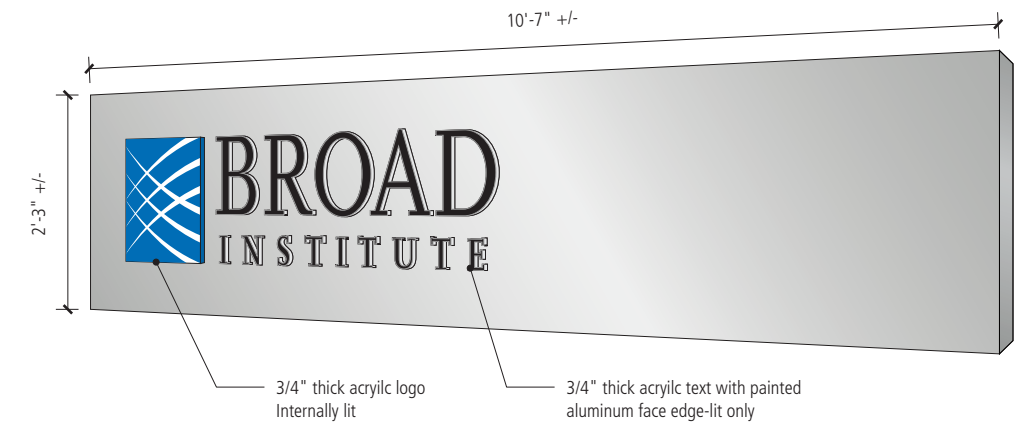 10'-7" +/-
2'-3" +/-
BROAD
INSTITUTE
3/4" thick acryilc logo
Internally lit
3/4" thick acryilc text with painted
aluminum face edge-lit only